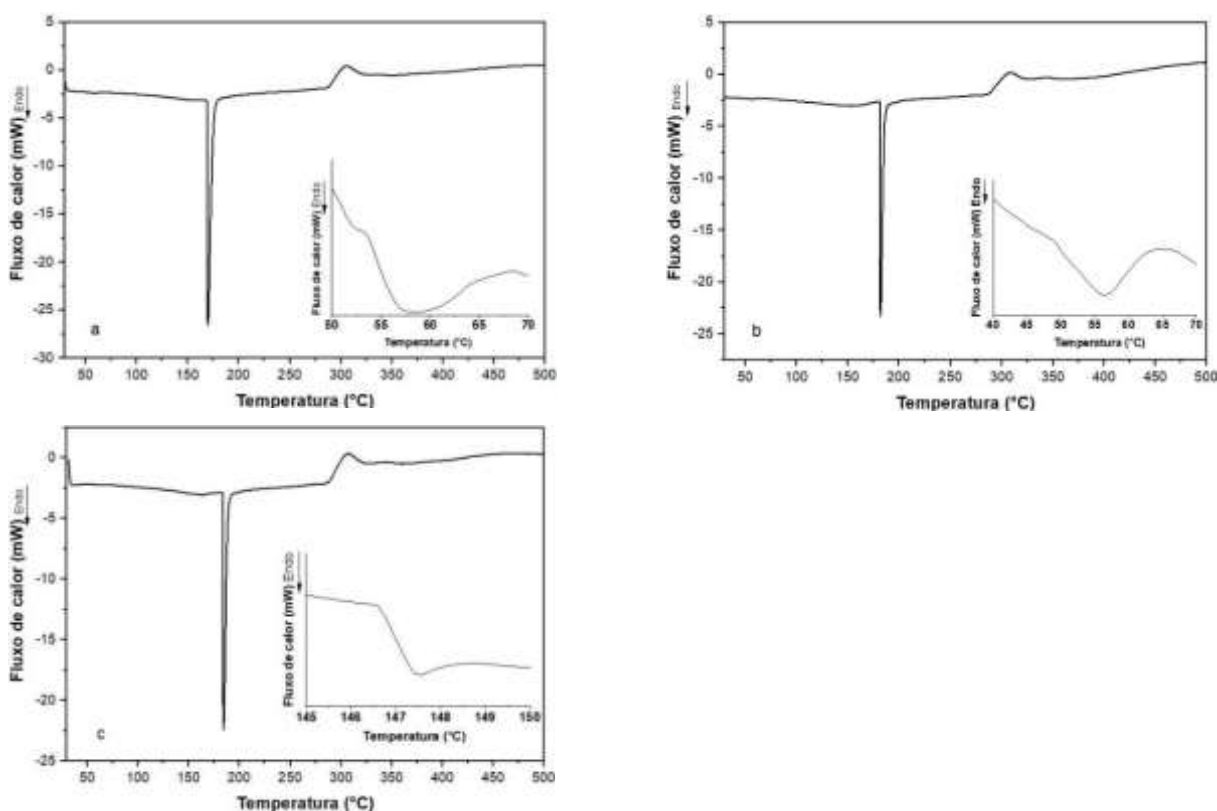 5
0
-5
-10
-15
-20
-25
-30
Fluxo de calor (mW) Endo
50 100 150 200 250 300 350 400 450 500
Temperatura (°C)
a
Fluxo de calor (mW) Endo
50 55 60 65 70
Temperatura (°C)
5
0
-5
-10
-15
-20
-25
Fluxo de calor (mW) Endo
50 100 150 200 250 300 350 400 450 500
Temperatura (°C)
b
Fluxo de calor (mW) Endo
40 45 50 55 60 65 70
Temperatura (°C)
0
-5
-10
-15
-20
-25
Fluxo de calor (mW) Endo
50 100 150 200 250 300 350 400 450 500
Temperatura (°C)
c
Fluxo de calor (mW) Endo
145 146 147 148 149 150
Temperatura (°C)